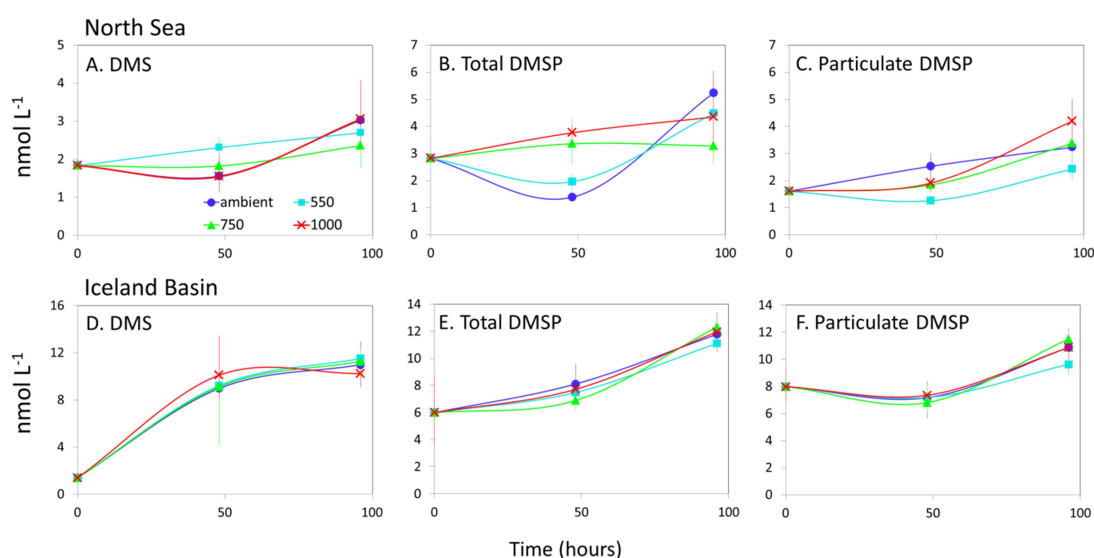 North Sea
A. DMS
B. Total DMSP
C. Particulate DMSP
nmol L⁻¹
5
4
3
2
1
0
0 50 100
ambient 550
750 1000
7
6
5
4
3
2
1
0
0 50 100
7
6
5
4
3
2
1
0
0 50 100
Iceland Basin
D. DMS
E. Total DMSP
F. Particulate DMSP
nmol L⁻¹
16
12
8
4
0
0 50 100
14
12
10
8
6
4
2
0
0 50 100
14
12
10
8
6
4
2
0
0 50 100
Time (hours)